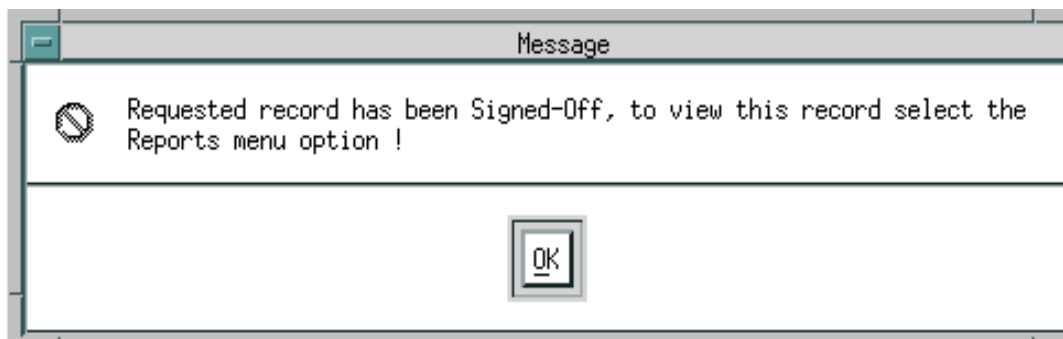 Message
Requested record has been Signed-Off, to view this record select the
Reports menu option !
OK